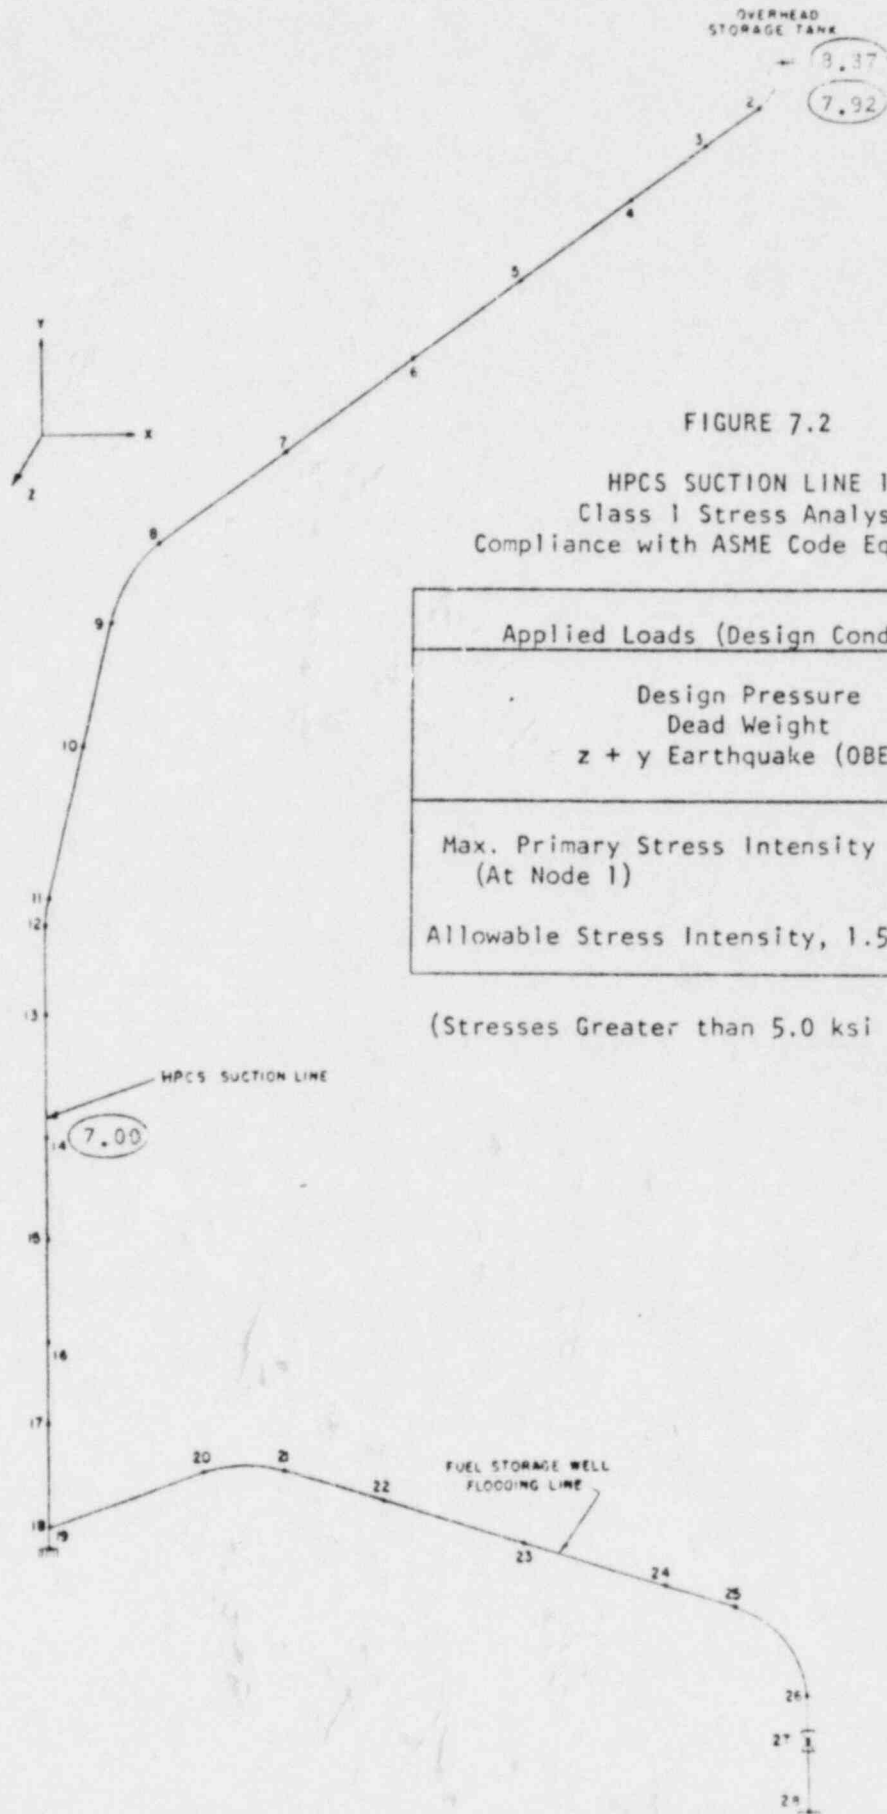 OVERHEAD
STORAGE TANK
8.37
7.92
2
3
4
5
6
7
8
9
10
11
12
13
14
15
16
17
18
19
20
21
22
23
24
25
26
27
28
Y
X
Z
FIGURE 7.2
HPCS SUCTION LINE
Class 1 Stress
Compliance with ASME Code
Applied Loads (Design
Design Pressure
Dead Weight
z + y Earthquake (OBE
Max. Primary Stress Intensity
(At Node 1)
Allowable Stress Intensity, 1.5
(Stresses Greater than 5.0 ksi
HPCS SUCTION LINE
7.00
FUEL STORAGE WELL
FLOODING LINE